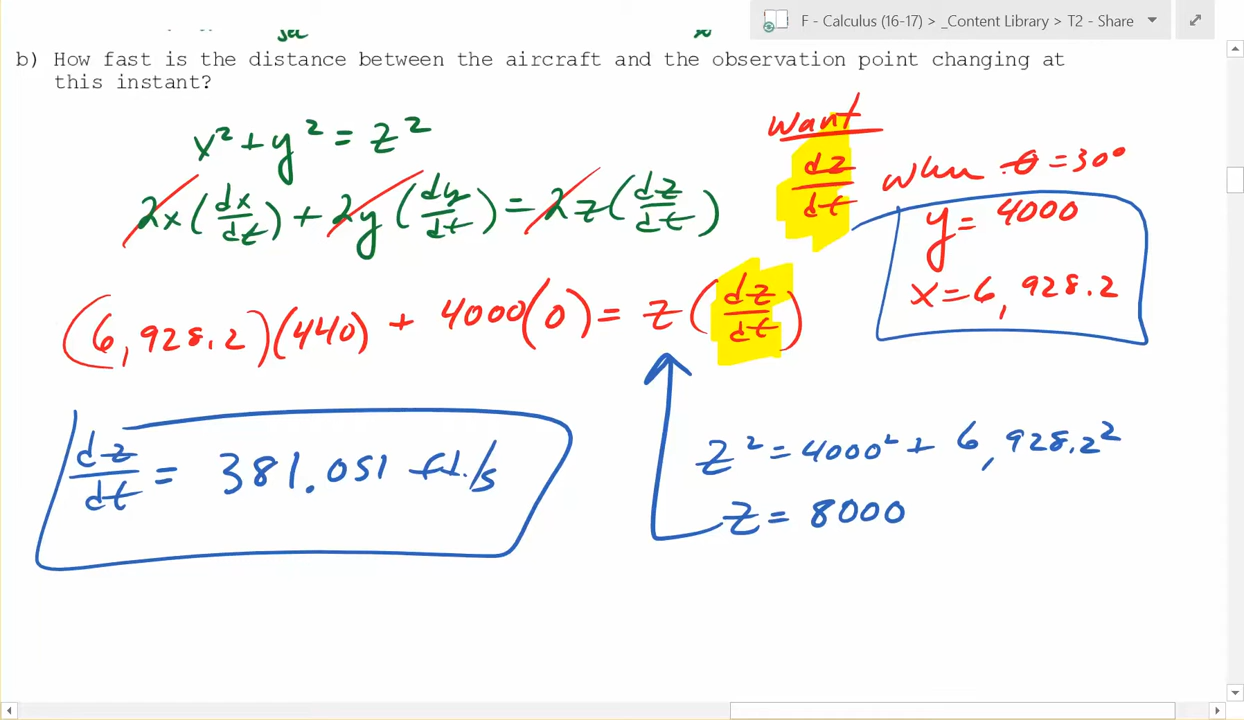 F - Calculus (16-17) > _Content Library > T2 - Share
b) How fast is the distance between the aircraft and the observation point changing at
this instant?
x² + y² = z²
2x(dx/dt) + 2y(dy/dt) = 2z(dz/dt)
want
dz/dt when θ = 30°
y = 4000
x = 6,928.2
(6,928.2)(440) + 4000(0) = z(dz/dt)
z² = 4000² + 6,928.2²
z = 8000
dz/dt = 381.051 ft./s